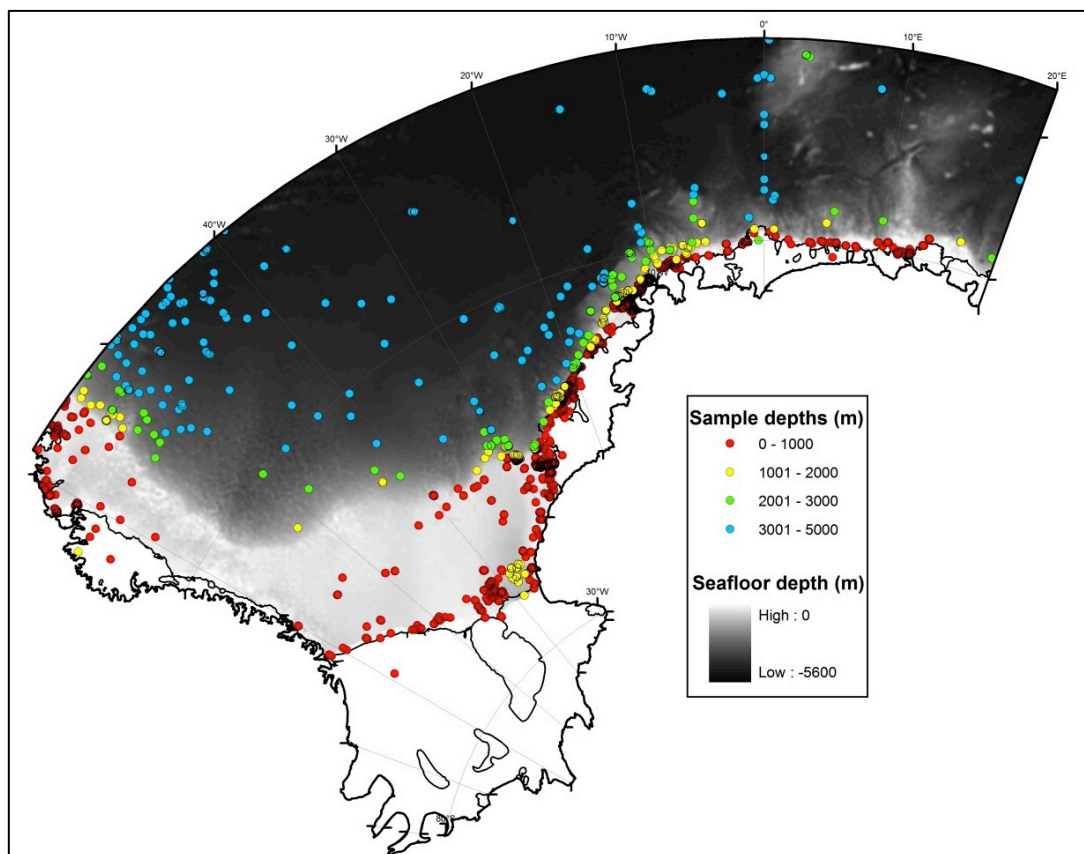 0°
10°W
10°E
20°W
20°E
30°W
40°W
Sample depths (m)
0 - 1000
1001 - 2000
2001 - 3000
3001 - 5000
Seafloor depth (m)
High : 0
Low : -5600
30°W